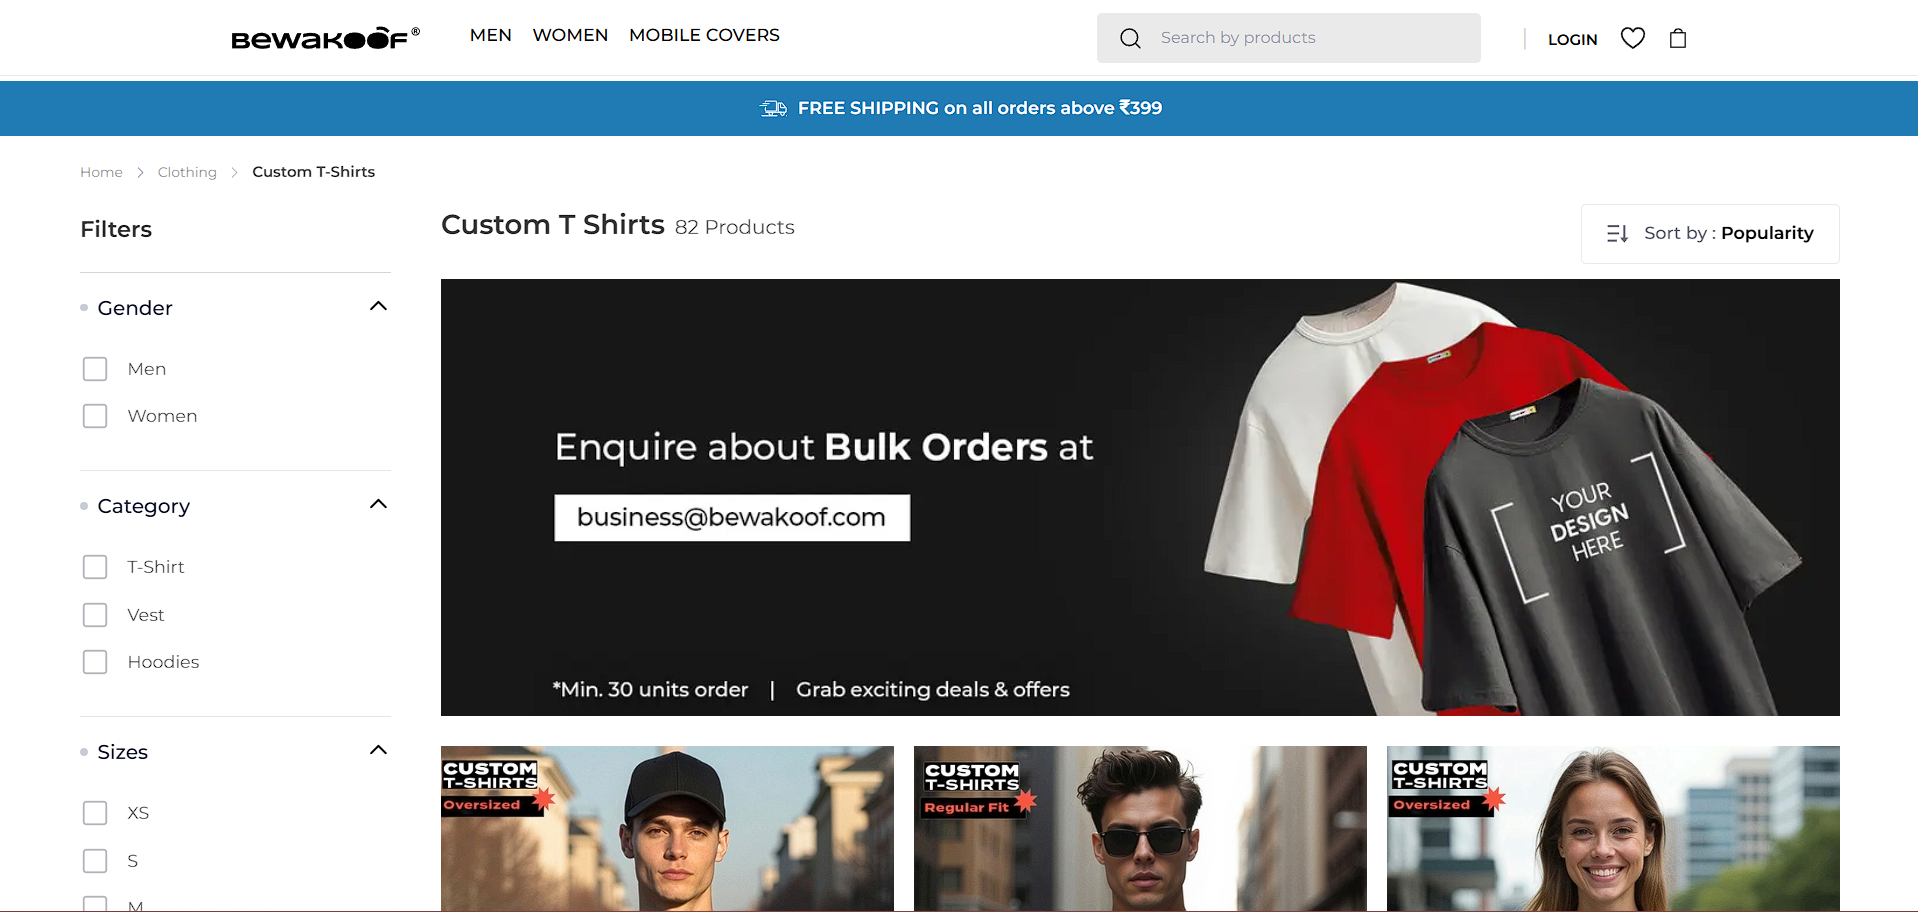 BEWAKOOF®
MEN WOMEN MOBILE COVERS
Search by products
LOGIN
FREE SHIPPING on all orders above ₹399
Home > Clothing > Custom T-Shirts
Filters
Gender
Men
Women
Category
T-Shirt
Vest
Hoodies
Sizes
XS
S
M
Custom T Shirts 82 Products
Sort by : Popularity
Enquire about Bulk Orders at
business@bewakoof.com
*Min. 30 units order | Grab exciting deals & offers
YOUR
DESIGN
HERE
CUSTOM
T-SHIRTS
Oversized
CUSTOM
T-SHIRTS
Regular Fit
CUSTOM
T-SHIRTS
Oversized